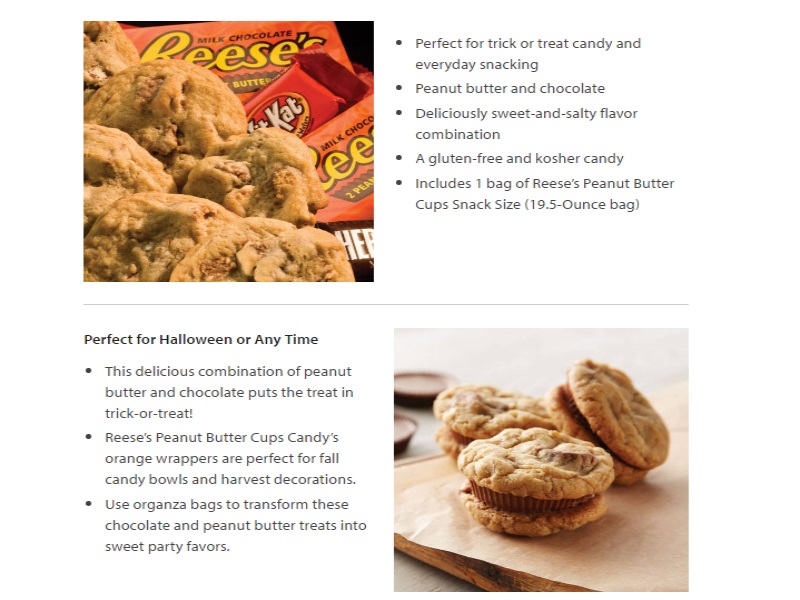 MILK CHOCOLATE
Reese's
BUTTER
Kit Kat
MILK CHOCO
Reese
2 PEA
HER
• Perfect for trick or treat candy and
everyday snacking
• Peanut butter and chocolate
• Deliciously sweet-and-salty flavor
combination
• A gluten-free and kosher candy
• Includes 1 bag of Reese’s Peanut Butter
Cups Snack Size (19.5-Ounce bag)
Perfect for Halloween or Any Time
• This delicious combination of peanut
butter and chocolate puts the treat in
trick-or-treat!
• Reese’s Peanut Butter Cups Candy’s
orange wrappers are perfect for fall
candy bowls and harvest decorations.
• Use organza bags to transform these
chocolate and peanut butter treats into
sweet party favors.